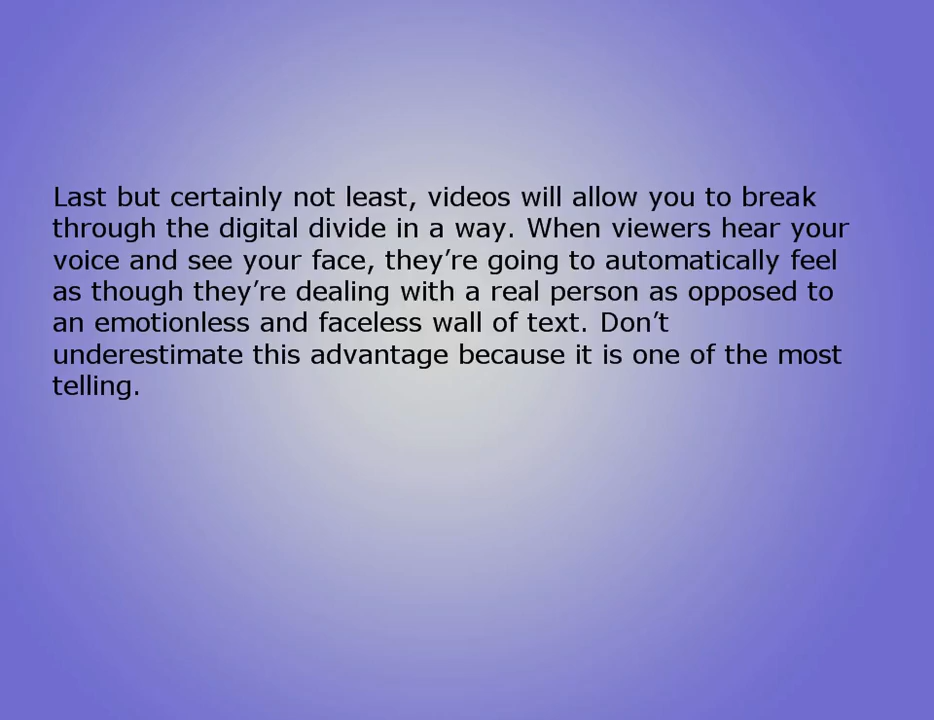 Last but certainly not least, videos will allow you to break
through the digital divide in a way. When viewers hear your
voice and see your face, they’re going to automatically feel
as though they’re dealing with a real person as opposed to
an emotionless and faceless wall of text. Don’t
underestimate this advantage because it is one of the most
telling.